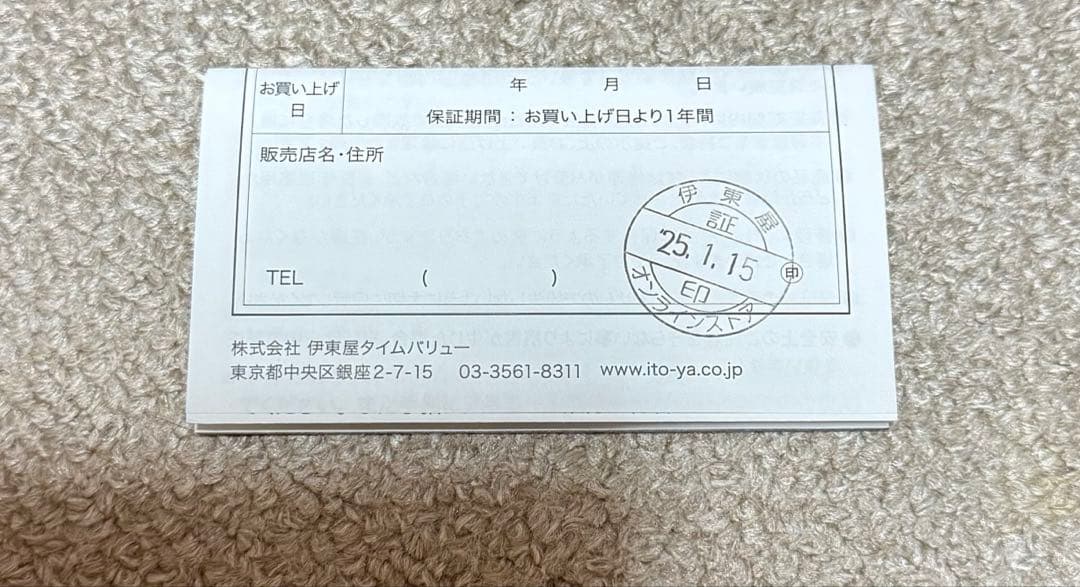 お買い上げ日
年 月 日
保証期間：お買い上げ日より1年間
販売店名・住所
TEL ( )
伊東屋
証
'25.1.15
印
オンラインストア
㊞
株式会社 伊東屋タイムバリュー
東京都中央区銀座2-7-15 03-3561-8311 www.ito-ya.co.jp